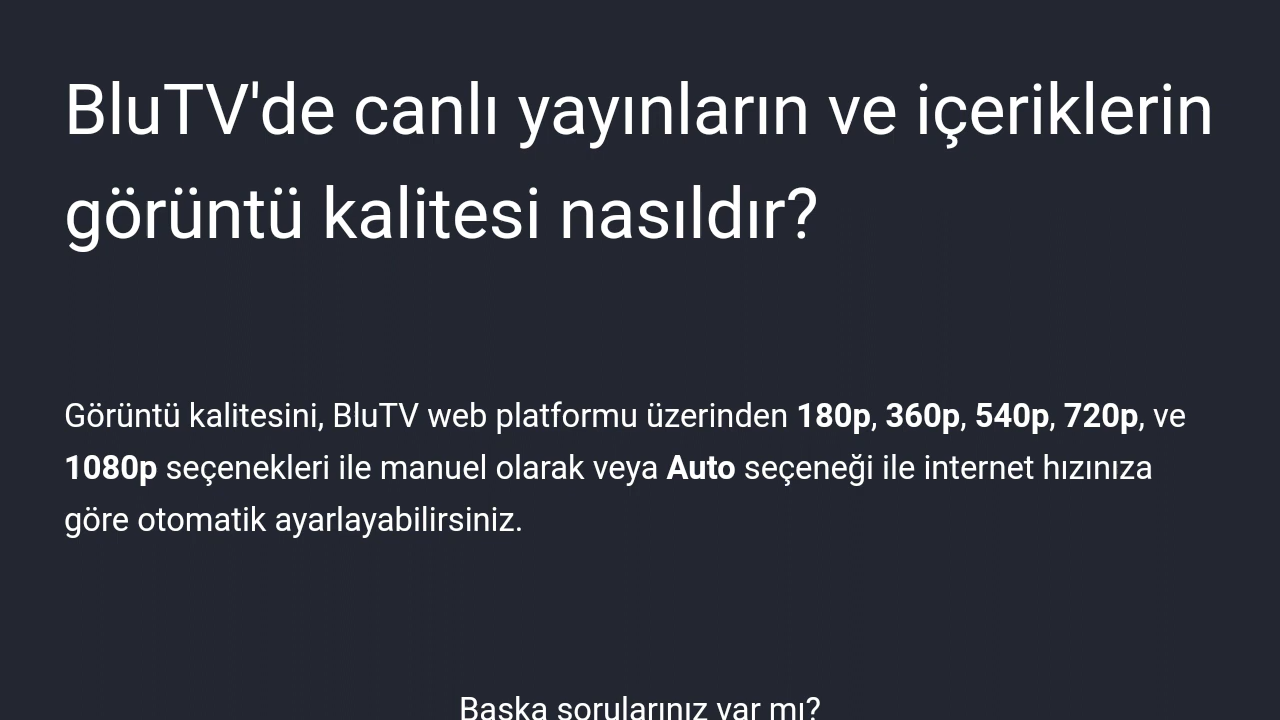 BluTV'de canlı yayınların ve içeriklerin
görüntü kalitesi nasıldır?
Görüntü kalitesini, BluTV web platformu üzerinden 180p, 360p, 540p, 720p, ve
1080p seçenekleri ile manuel olarak veya Auto seçeneği ile internet hızınıza
göre otomatik ayarlayabilirsiniz.
Başka sorularınız var mı?